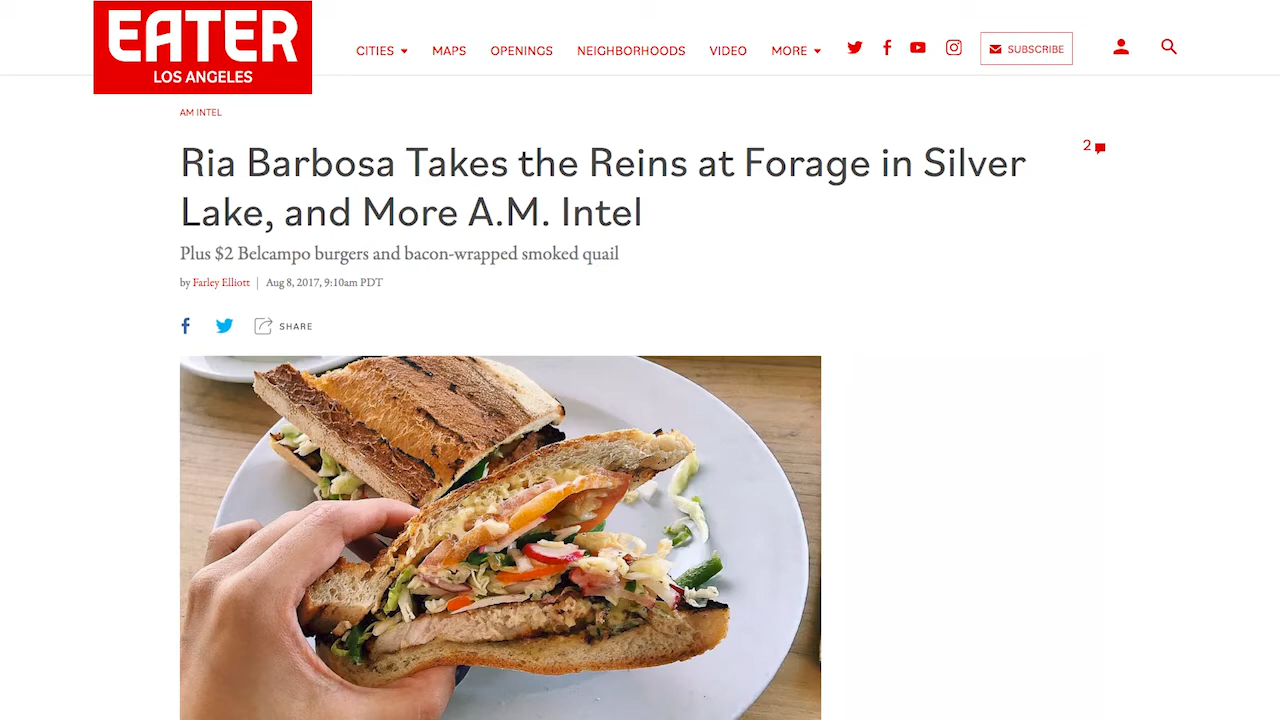 EATER
LOS ANGELES
CITIES
MAPS
OPENINGS
NEIGHBORHOODS
VIDEO
MORE
SUBSCRIBE
AM INTEL
Ria Barbosa Takes the Reins at Forage in Silver
Lake, and More A.M. Intel
2
Plus $2 Belcampo burgers and bacon-wrapped smoked quail
by Farley Elliott | Aug 8, 2017, 9:10am PDT
SHARE